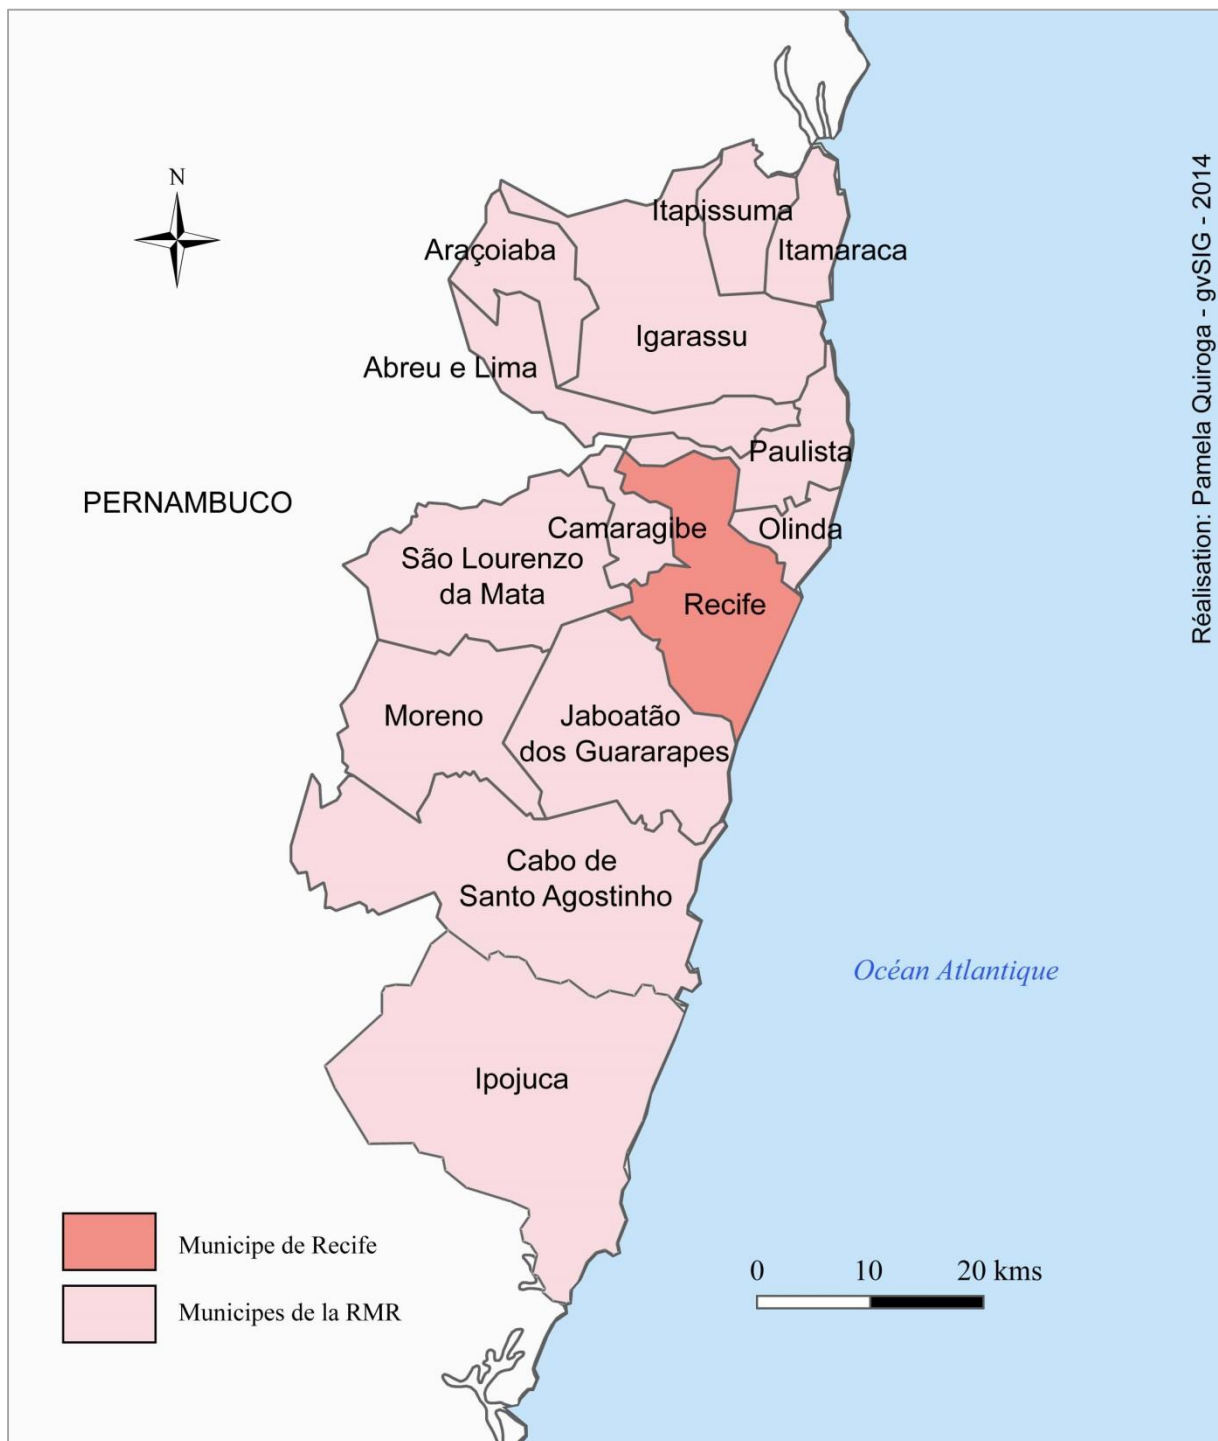 N
Itapissuma
Araçoiaba
Itamaraca
Igarassu
Abreu e Lima
Paulista
PERNAMBUCO
Camaragibe
Olinda
São Lourenzo
da Mata
Recife
Moreno
Jaboatão
dos Guararapes
Cabo de
Santo Agostinho
Océan Atlantique
Ipojuca
Municipe de Recife
Municipes de la RMR
0 10 20 kms
Réalisation: Pamela Quiroga - gvSIG - 2014